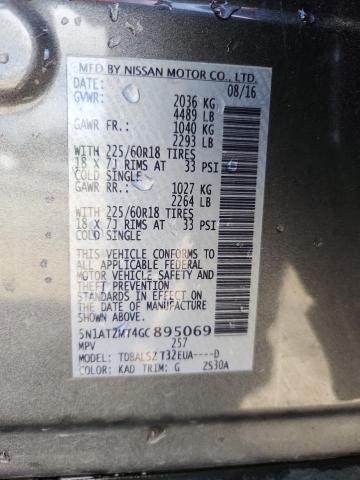 MFD BY NISSAN MOTOR CO., LTD.
DATE: 08/16
GVWR: 2036 KG
4489 LB
GAWR FR.: 1040 KG
2293 LB
WITH 225/60R18 TIRES
18 X 7J RIMS AT 33 PSI
COLD SINGLE
GAWR RR.: 1027 KG
2264 LB
WITH 225/60R18 TIRES
18 X 7J RIMS AT 33 PSI
COLD SINGLE
THIS VEHICLE CONFORMS TO
ALL APPLICABLE FEDERAL
MOTOR VEHICLE SAFETY AND
THEFT PREVENTION
STANDARDS IN EFFECT ON
THE DATE OF MANUFACTURE
SHOWN ABOVE.
5N1AT2MT4GC895069
MPV 257
MODEL: TDBALSZ T32EUA----D
COLOR: KAD TRIM: G ZS30A